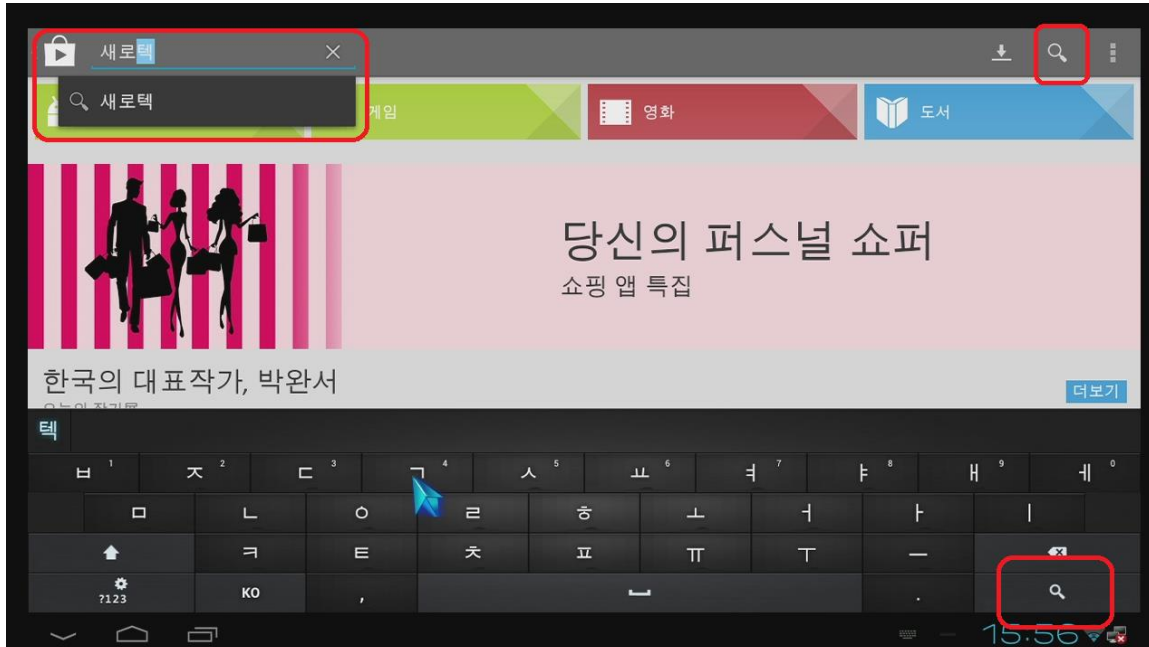 새로텍
새로텍
게임
영화
도서
당신의 퍼스널 쇼퍼
쇼핑 앱 특집
한국의 대표작가, 박완서
더보기
텍
ㅂ 1 ㅈ 2 ㄷ 3 ㄱ 4 ㅅ 5 ㅛ 6 ㅕ 7 ㅑ 8 ㅐ 9 ㅔ 0
ㅁ ㄴ ㅇ ㄹ ㅎ ㅗ ㅓ ㅏ ㅣ
ㅋ ㅌ ㅊ ㅍ ㅠ ㅜ ㅡ
?123 KO , .
15:56